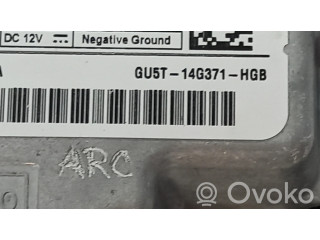 DC 12V Negative Ground
A GU5T-14G371-HGB
ARC
Ovoko